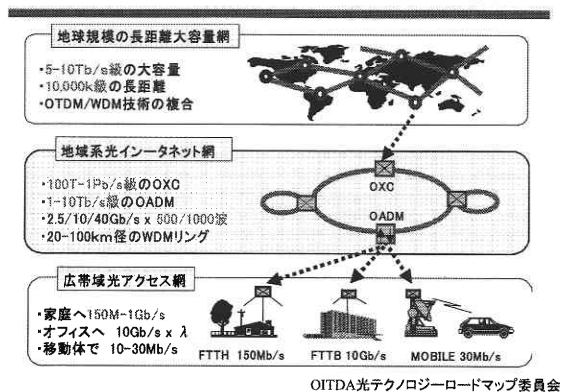 地球規模の長距離大容量網
・5-10Tb/s級の大容量
・10,000k級の長距離
・OTDM/WDM技術の複合
地域系光インータネット網
・100T-1Pb/s級のOXC
・1-10Tb/s級のOADM
・2.5/10/40Gb/s x 500/1000波
・20-100km径のWDMリング
OXC
OADM
広帯域光アクセス網
・家庭へ150M-1Gb/s
・オフィスへ 10Gb/s x λ
・移動体で 10-30Mb/s
FTTH 150Mb/s
FTTB 10Gb/s
MOBILE 30Mb/s
OITDA光テクノロジーロードマップ委員会